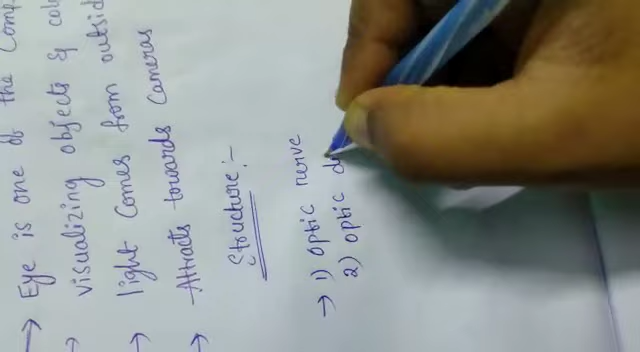 → Eye is one of the Comp
→ visualizing objects & col
→ light comes from outsid
→ Attracts towards cameras
Structure:-
→ 1) optic nerve
2) optic d